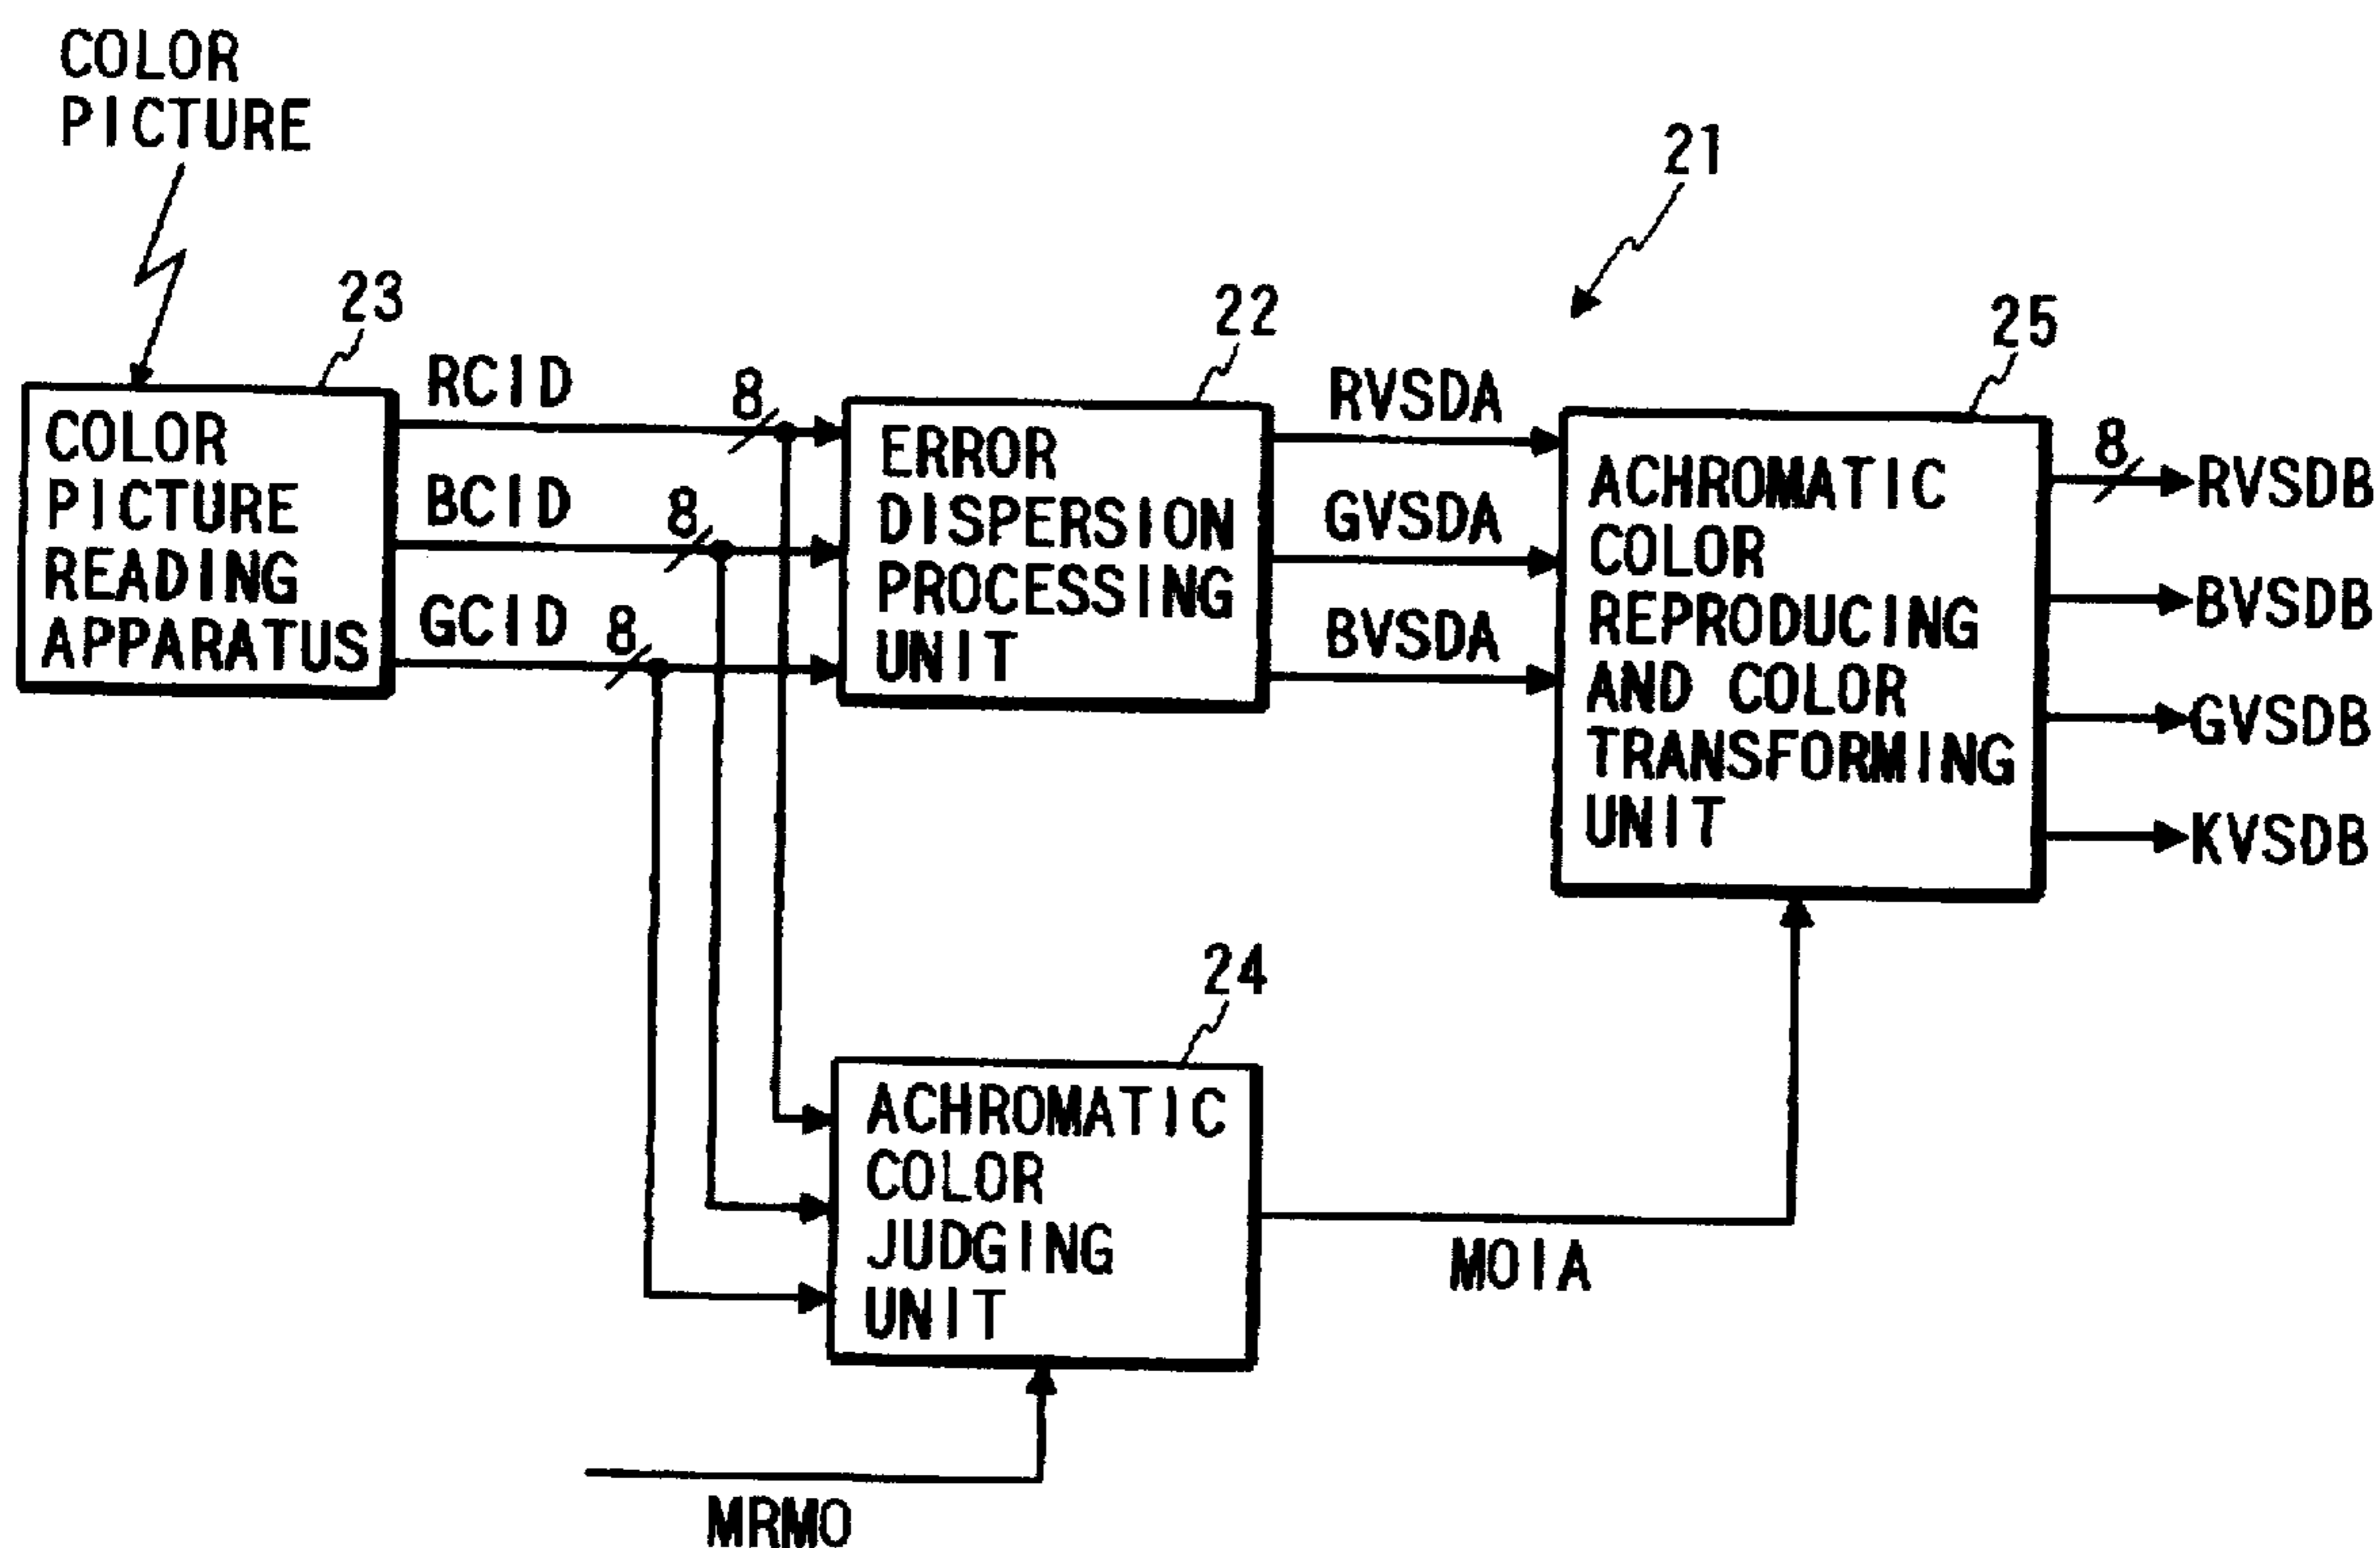 COLOR
PICTURE
21
23
22
25
RCID
8
RVSDA
8
COLOR
PICTURE
READING
APPARATUS
BCID
8
GCID
8
ERROR
DISPERSION
PROCESSING
UNIT
GVSDA
BVSDA
ACHROMATIC
COLOR
REPRODUCING
AND COLOR
TRANSFORMING
UNIT
RVSDB
BVSDB
GVSDB
KVSDB
24
ACHROMATIC
COLOR
JUDGING
UNIT
MOIA
MRMO